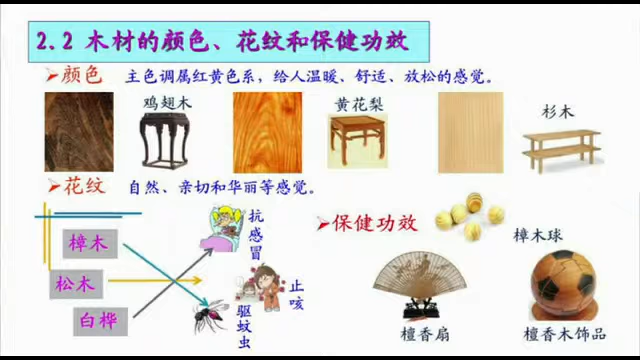 2.2 木材的颜色、花纹和保健功效
颜色 主色调属红黄色系，给人温暖、舒适、放松的感觉。
鸡翅木
黄花梨
杉木
花纹 自然、亲切和华丽等感觉。
保健功效
樟木
松木
白桦
抗感冒
止咳
驱蚊虫
樟木球
檀香扇
檀香木饰品